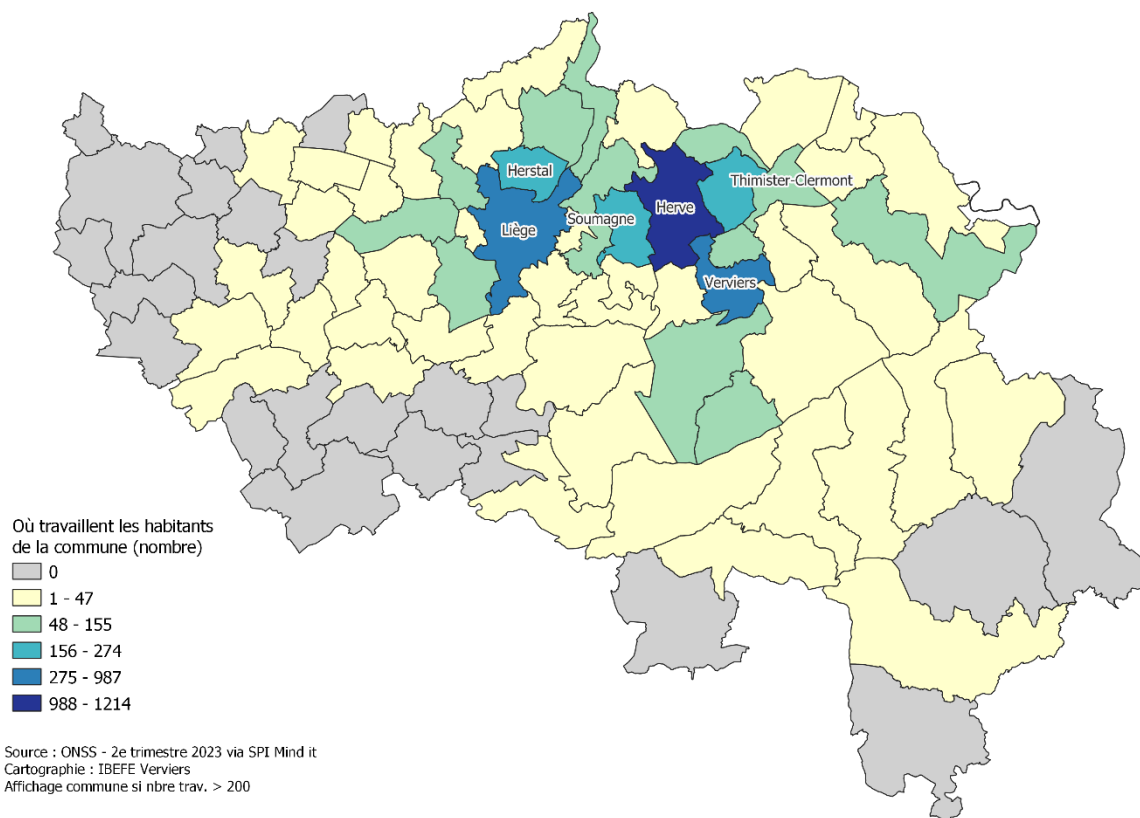 Herstal
Thimister-Clermont
Soumagne
Herve
Liège
Verviers
Où travaillent les habitants
de la commune (nombre)
0
1 - 47
48 - 155
156 - 274
275 - 987
988 - 1214
Source : ONSS - 2e trimestre 2023 via SPI Mind it
Cartographie : IBEFE Verviers
Affichage commune si nbre trav. > 200